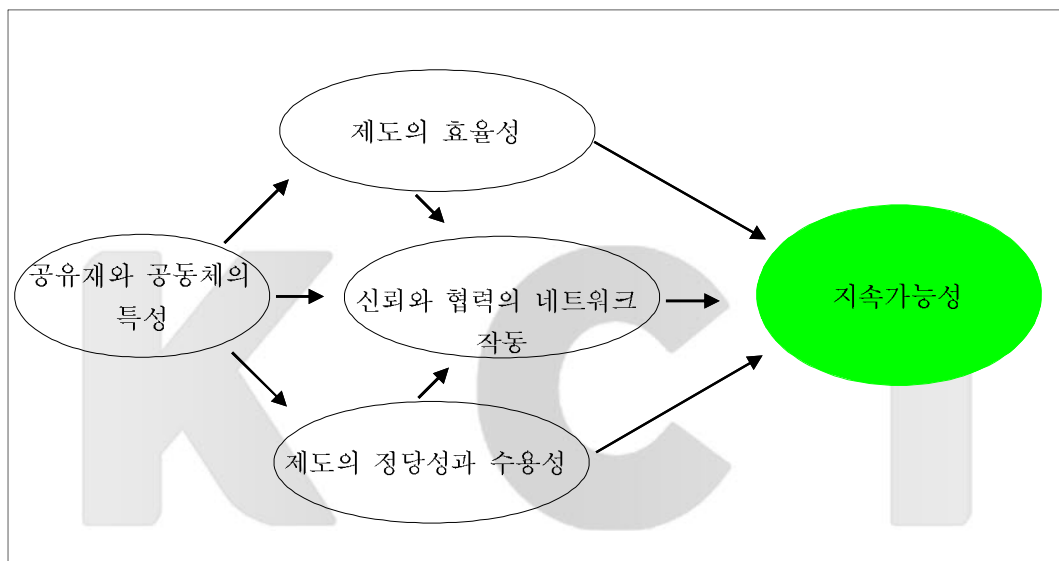 제도의 효율성
공유재와 공동체의
특성
신뢰와 협력의 네트워크
작동
지속가능성
제도의 정당성과 수용성
KCI